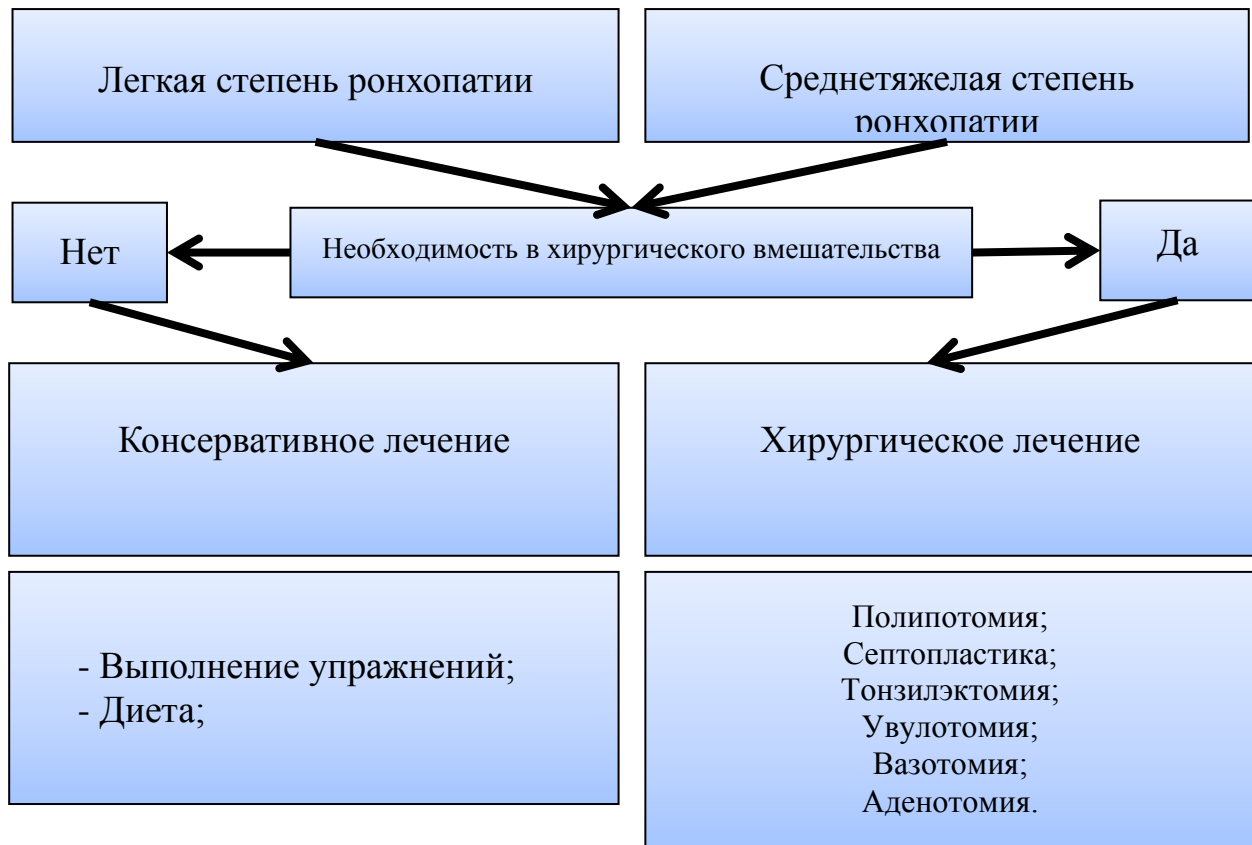 Легкая степень ронхопатии
Среднетяжелая степень
ронхопатии
Нет
Необходимость в хирургического вмешательства
Да
Консервативное лечение
Хирургическое лечение
- Выполнение упражнений;
- Диета;
Полипотомия;
Септопластика;
Тонзилэктомия;
Увулотомия;
Вазотомия;
Аденотомия.